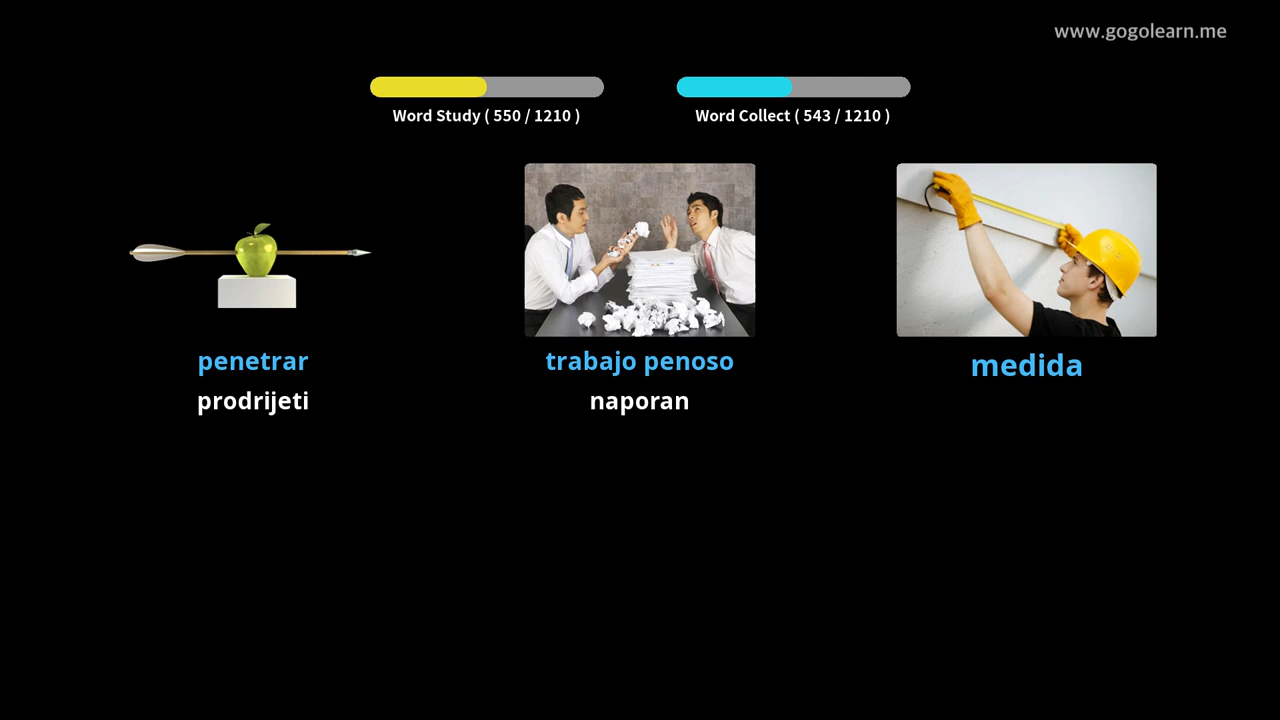 www.gogolearn.me
Word Study ( 550 / 1210 )
Word Collect ( 543 / 1210 )
penetrar
prodrijeti
trabajo penoso
naporan
medida